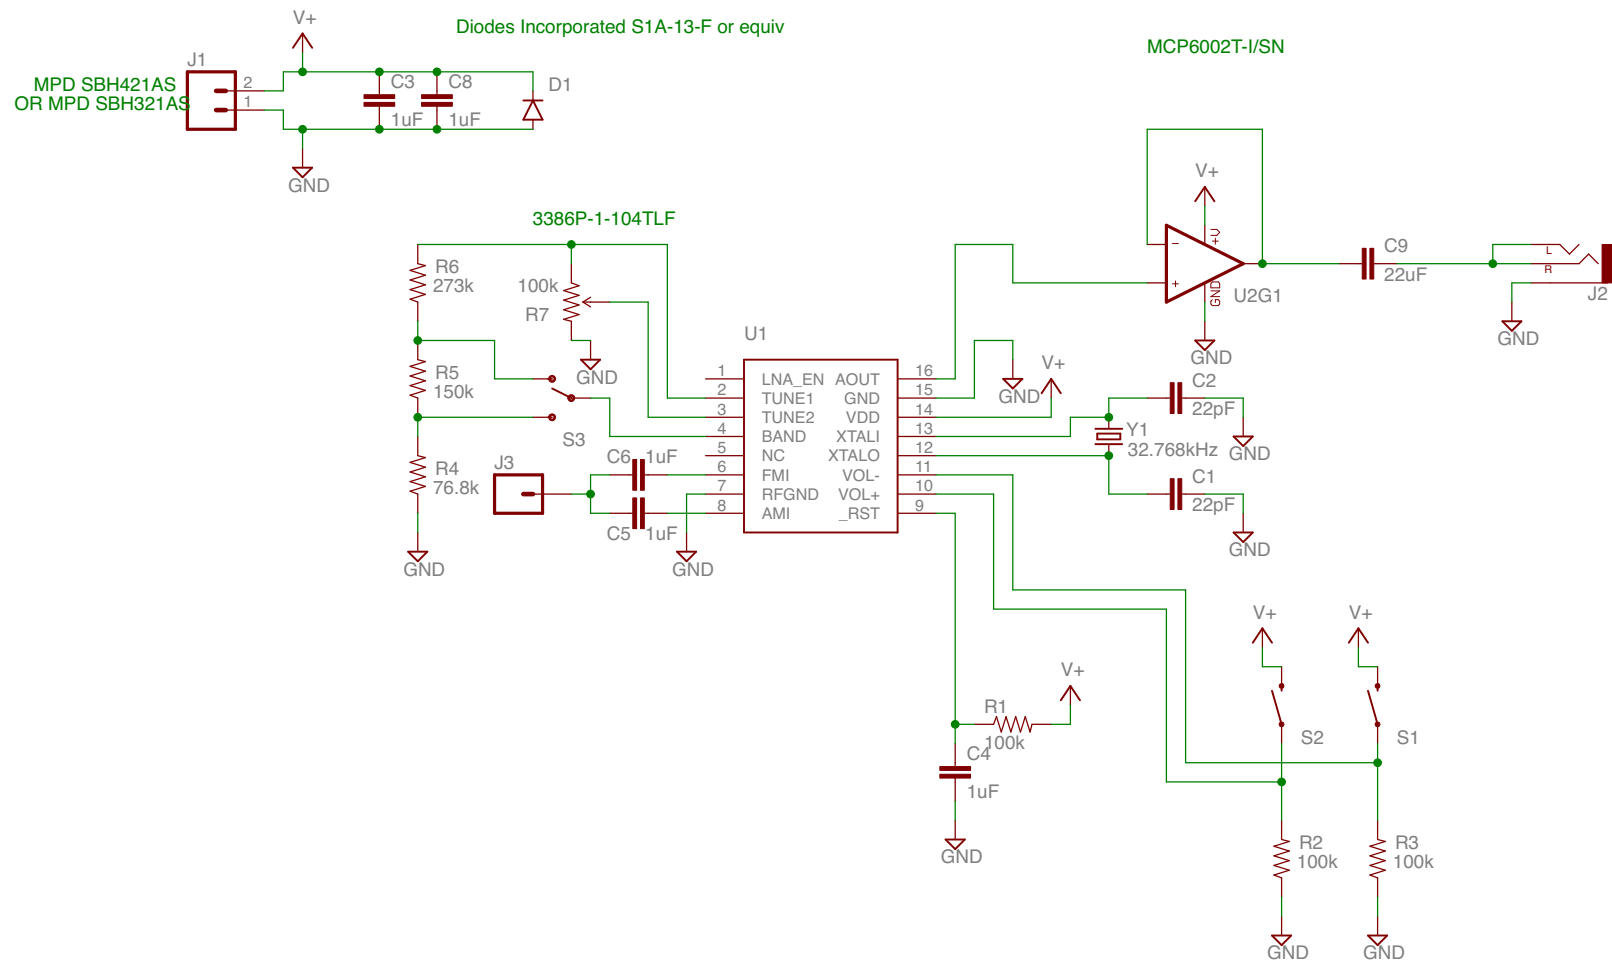 V+
Diodes Incorporated S1A-13-F or equiv
MCP6002T-I/SN
J1
MPD SBH421AS
OR MPD SBH321AS
2
1
C3
1uF
C8
1uF
D1
GND
3386P-1-104TLF
R6
273k
100k
R7
GND
R5
150k
S3
R4
76.8k
GND
J3
C6
1uF
C5
1uF
GND
U1
1 LNA_EN AOUT 16
2 TUNE1 GND 15
3 TUNE2 VDD 14
4 BAND XTALI 13
5 NC XTALO 12
6 FMI VOL- 11
7 RFGND VOL+ 10
8 AMI _RST 9
V+
-
+V
+
GND
U2G1
GND
C9
22uF
L
R
J2
GND
GND
V+
C2
22pF
GND
Y1
32.768kHz
C1
22pF
GND
V+
R1
100k
C4
1uF
GND
V+
V+
S2
S1
R2
100k
R3
100k
GND
GND